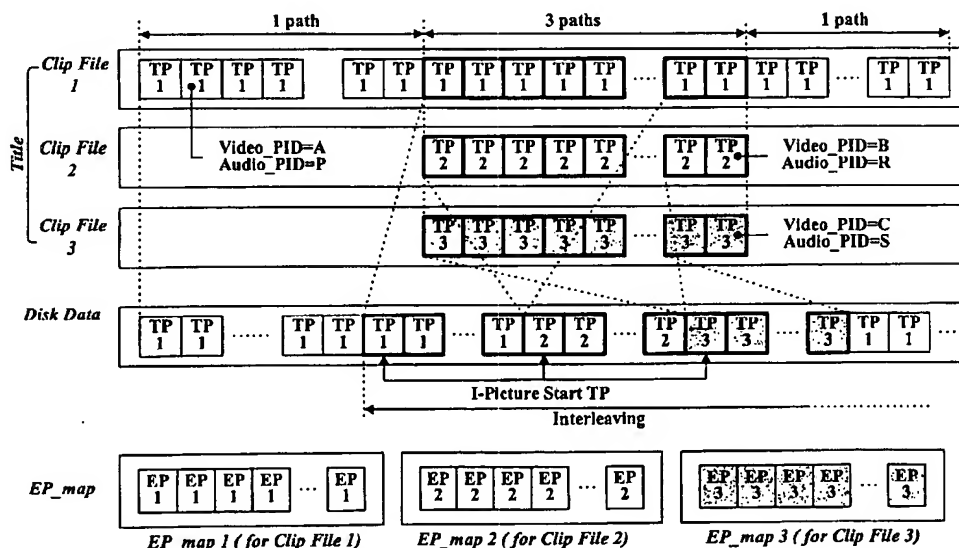 1 path 3 paths 1 path
Clip File 1 TP 1 TP 1 TP 1 TP 1 TP 1 TP 1 TP 1 TP 1 TP 1 TP 1 TP 1 ····· TP 1 TP 1 TP 1 TP 1 ····· TP 1 TP 1
Title
Video_PID=A
Audio_PID=P
Clip File 2 TP 2 TP 2 TP 2 TP 2 TP 2 ····· TP 2 TP 2
Video_PID=B
Audio_PID=R
Clip File 3 TP 3 TP 3 TP 3 TP 3 TP 3 ····· TP 3 TP 3
Video_PID=C
Audio_PID=S
Disk Data TP 1 TP 1 ····· TP 1 TP 1 TP 1 TP 1 ····· TP 1 TP 2 TP 2 ····· TP 2 TP 3 TP 3 ····· TP 3 TP 1 TP 1 ·····
I-Picture Start TP
Interleaving
EP_map EP 1 EP 1 EP 1 EP 1 ··· EP 1 EP 2 EP 2 EP 2 EP 2 ··· EP 2 EP 3 EP 3 EP 3 EP 3 ··· EP 3
EP_map 1 ( for Clip File 1) EP_map 2 ( for Clip File 2) EP_map 3 ( for Clip File 3)